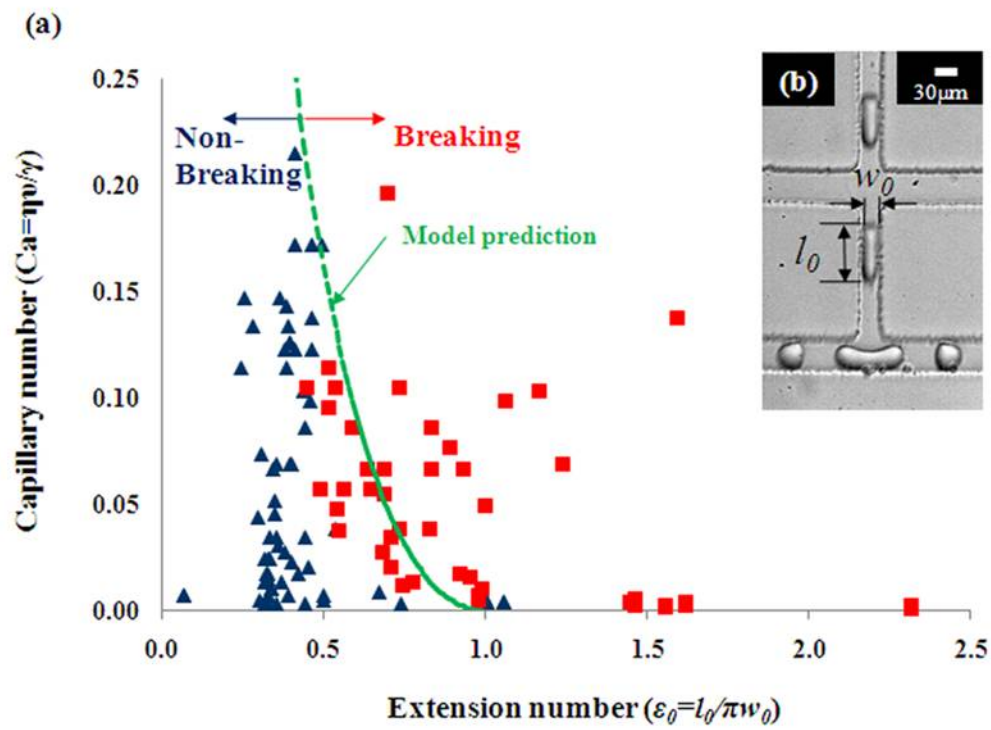 (a)
0.25
0.20
0.15
0.10
0.05
0.00
Capillary number (Ca=ηυ/γ)
Non-
Breaking
Breaking
Model prediction
(b)
30μm
w0
l0
0.0
0.5
1.0
1.5
2.0
2.5
Extension number (ε0=l0/πw0)